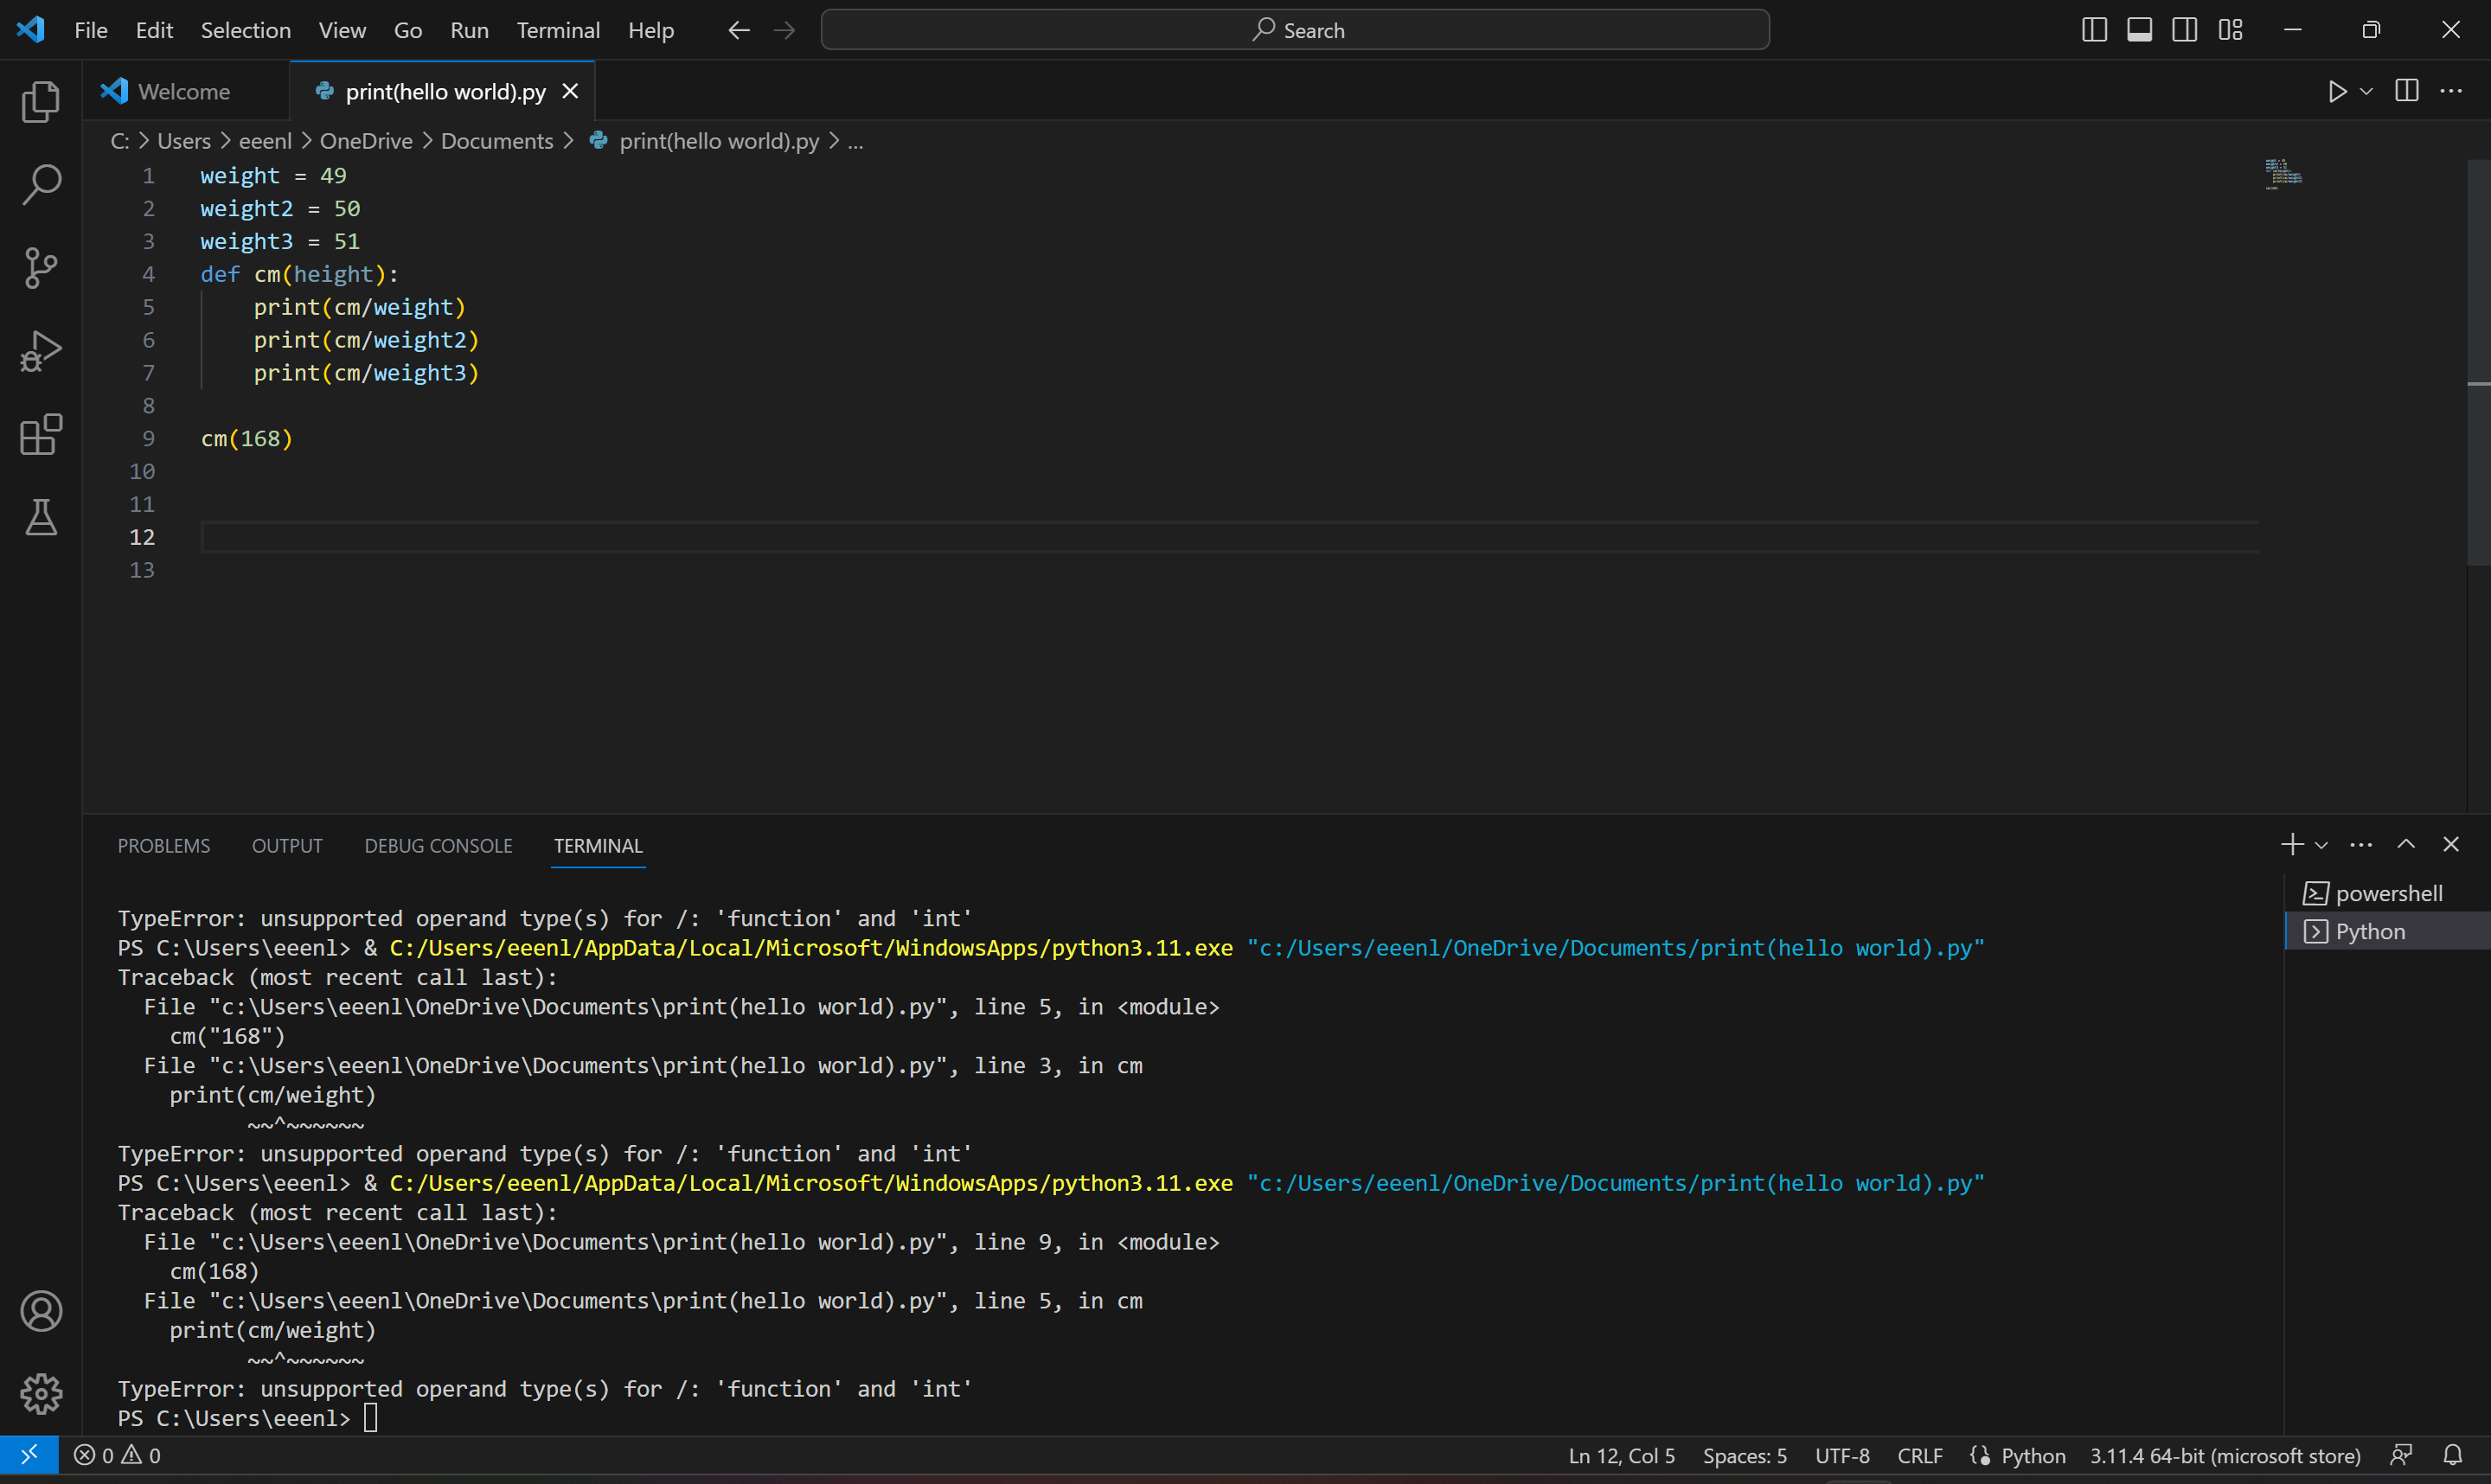 File Edit Selection View Go Run Terminal Help Search
Welcome print(hello world).py
C: > Users > eeenl > OneDrive > Documents > print(hello world).py > ...
1 weight = 49
2 weight2 = 50
3 weight3 = 51
4 def cm(height):
5     print(cm/weight)
6     print(cm/weight2)
7     print(cm/weight3)
8
9 cm(168)
10
11
12
13
PROBLEMS OUTPUT DEBUG CONSOLE TERMINAL
powershell
Python
TypeError: unsupported operand type(s) for /: 'function' and 'int'
PS C:\Users\eeenl> & C:/Users/eeenl/AppData/Local/Microsoft/WindowsApps/python3.11.exe "c:/Users/eeenl/OneDrive/Documents/print(hello world).py"
Traceback (most recent call last):
  File "c:\Users\eeenl\OneDrive\Documents\print(hello world).py", line 5, in <module>
    cm("168")
  File "c:\Users\eeenl\OneDrive\Documents\print(hello world).py", line 3, in cm
    print(cm/weight)
          ~~^~~~~~~
TypeError: unsupported operand type(s) for /: 'function' and 'int'
PS C:\Users\eeenl> & C:/Users/eeenl/AppData/Local/Microsoft/WindowsApps/python3.11.exe "c:/Users/eeenl/OneDrive/Documents/print(hello world).py"
Traceback (most recent call last):
  File "c:\Users\eeenl\OneDrive\Documents\print(hello world).py", line 9, in <module>
    cm(168)
  File "c:\Users\eeenl\OneDrive\Documents\print(hello world).py", line 5, in cm
    print(cm/weight)
          ~~^~~~~~~
TypeError: unsupported operand type(s) for /: 'function' and 'int'
PS C:\Users\eeenl>
0 0 Ln 12, Col 5 Spaces: 5 UTF-8 CRLF Python 3.11.4 64-bit (microsoft store)